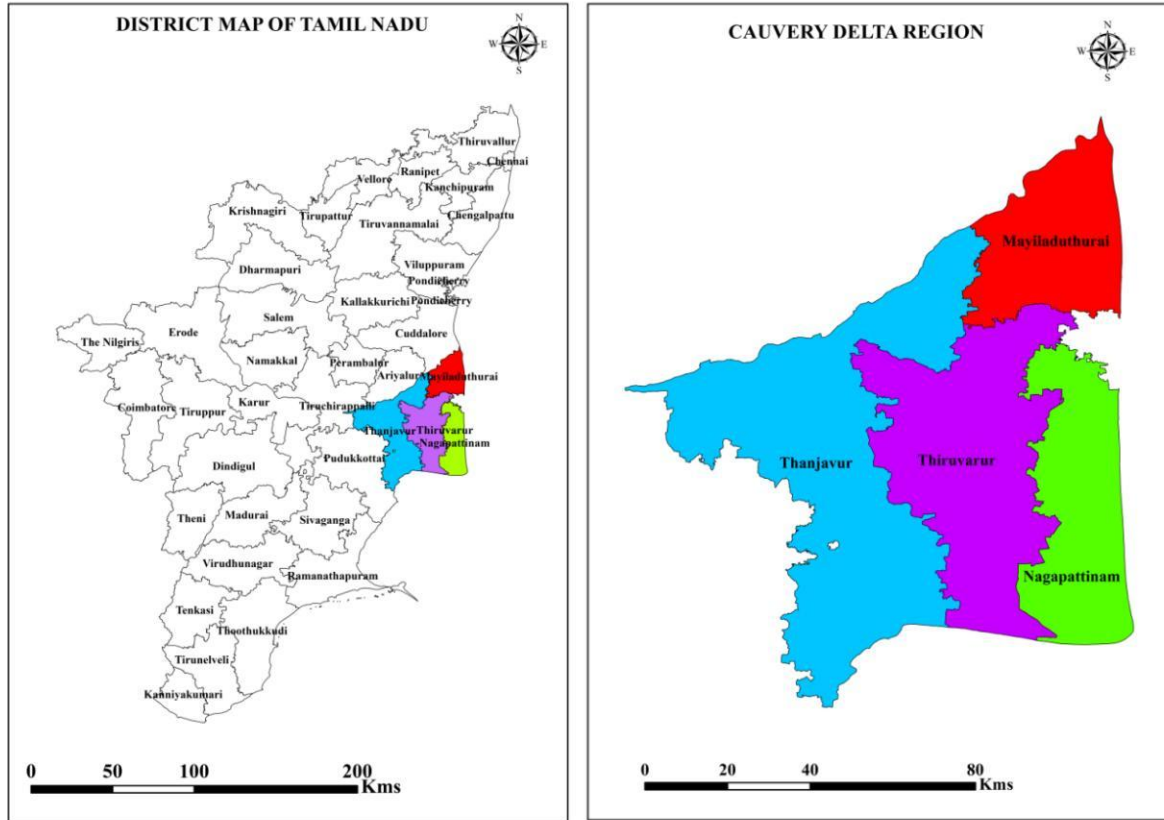 DISTRICT MAP OF TAMIL NADU
N
W E
S
Thiruvallur
Chennai
Ranipet
Vellore
Kanchipuram
Krishnagiri
Tirupattur
Chengalpattu
Tiruvannamalai
Viluppuram
Dharmapuri
Pondicherry
Kallakkurichi
Pondicherry
Salem
Cuddalore
Erode
The Nilgiris
Namakkal
Perambalur
Ariyalur
Mayiladuthurai
Karur
Coimbatore
Tiruppur
Tiruchirappalli
Thanjavur
Thiruvarur
Nagapattinam
Pudukkottai
Dindigul
Theni
Madurai
Sivaganga
Virudhunagar
Ramanathapuram
Tenkasi
Thoothukkudi
Tirunelveli
Kanniyakumari
0 50 100 200
Kms
CAUVERY DELTA REGION
N
W E
S
Mayiladuthurai
Thanjavur
Thiruvarur
Nagapattinam
0 20 40 80
Kms